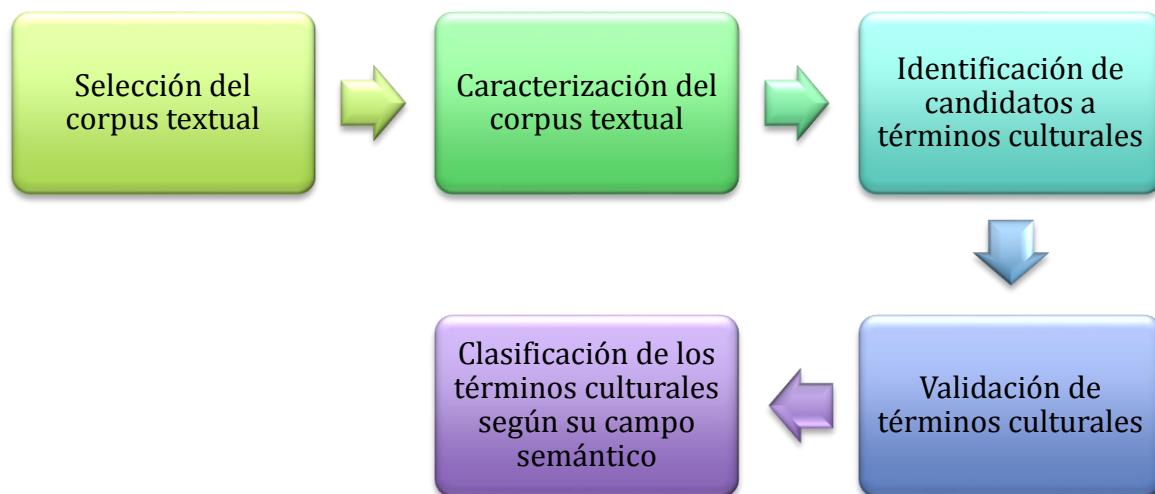 Selección del
corpus textual
Caracterización del
corpus textual
Identificación de
candidatos a
términos culturales
Validación de
términos culturales
Clasificación de los
términos culturales
según su campo
semántico